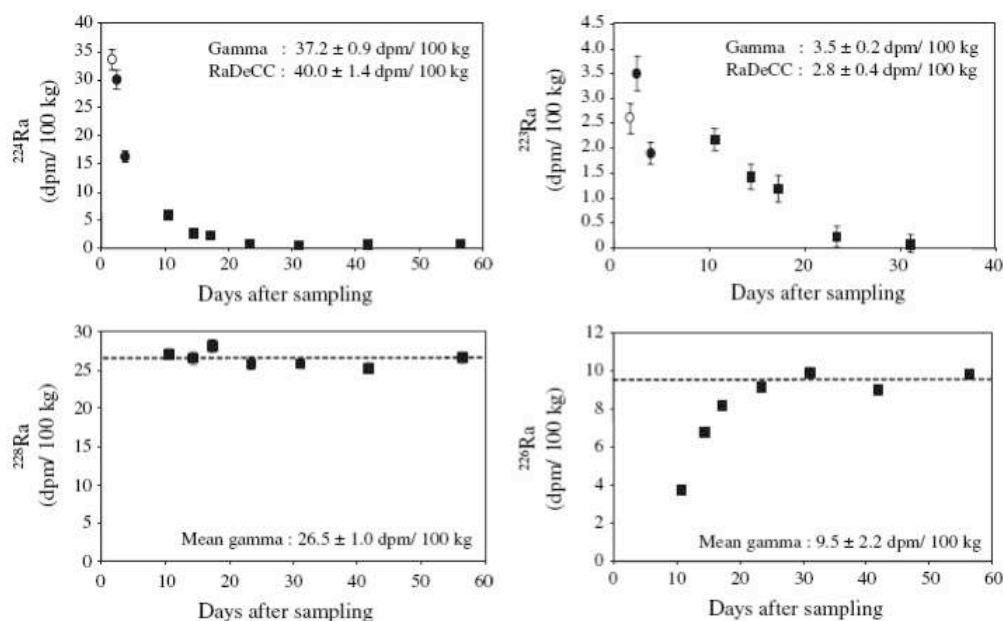 40
35
30
25
20
15
10
5
0
²²⁴Ra
(dpm/ 100 kg)
Gamma : 37.2 ± 0.9 dpm/ 100 kg
RaDeCC : 40.0 ± 1.4 dpm/ 100 kg
0 10 20 30 40 50 60
Days after sampling
4.5
4.0
3.5
3.0
2.5
2.0
1.5
1.0
0.5
0
²²³Ra
(dpm/ 100 kg)
Gamma : 3.5 ± 0.2 dpm/ 100 kg
RaDeCC : 2.8 ± 0.4 dpm/ 100 kg
0 10 20 30 40
Days after sampling
30
25
20
15
10
5
0
²²⁸Ra
(dpm/ 100 kg)
Mean gamma : 26.5 ± 1.0 dpm/ 100 kg
0 10 20 30 40 50 60
Days after sampling
12
10
8
6
4
2
0
²²⁶Ra
(dpm/ 100 kg)
Mean gamma : 9.5 ± 2.2 dpm/ 100 kg
0 10 20 30 40 50 60
Days after sampling